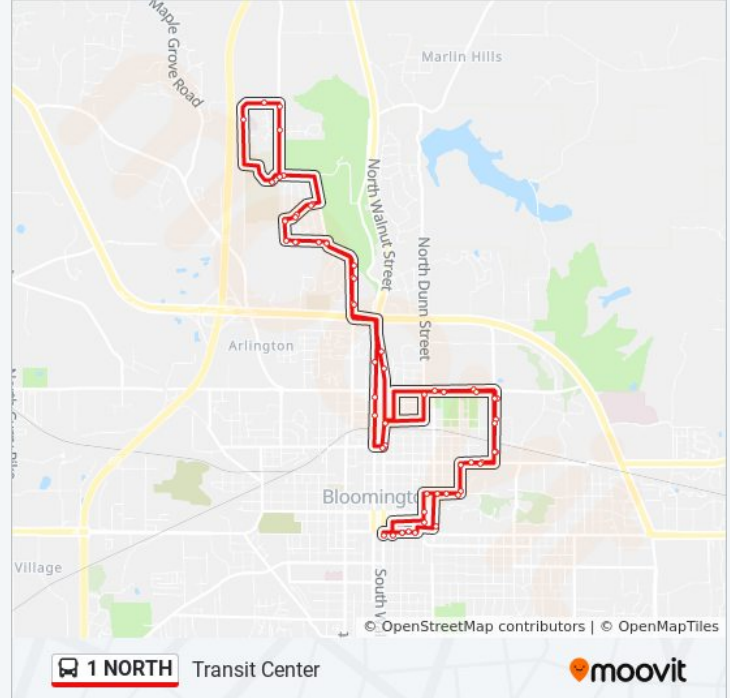 Maple Grove Road
Marlin Hills
North Walnut Street
North Dunn Street
Arlington
Bloomingto
Village
South W
© OpenStreetMap contributors | © OpenMapTiles
1 NORTH
Transit Center
moovit